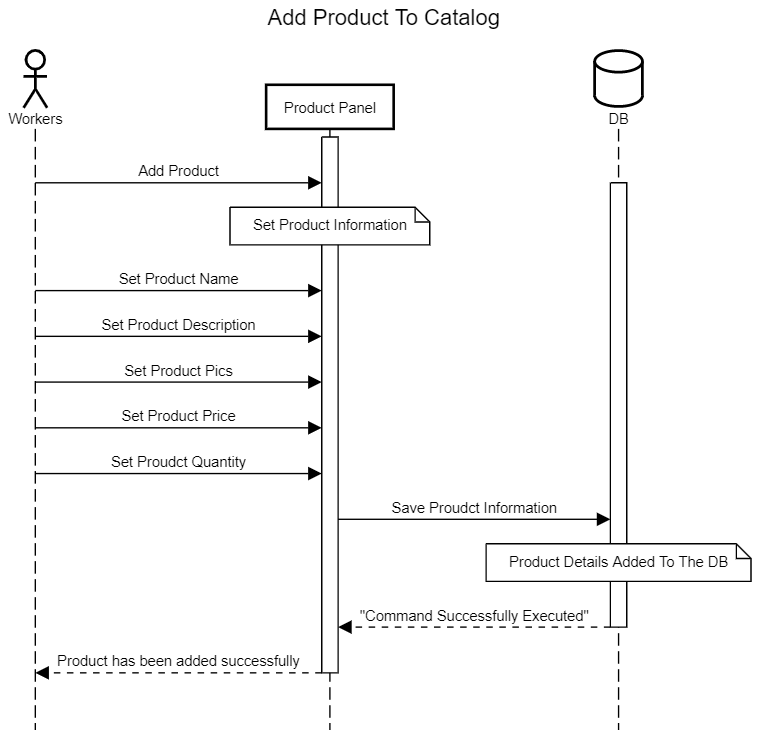 Add Product To Catalog
Workers
Product Panel
DB
Add Product
Set Product Information
Set Product Name
Set Product Description
Set Product Pics
Set Product Price
Set Proudct Quantity
Save Proudct Information
Product Details Added To The DB
"Command Successfully Executed"
Product has been added successfully